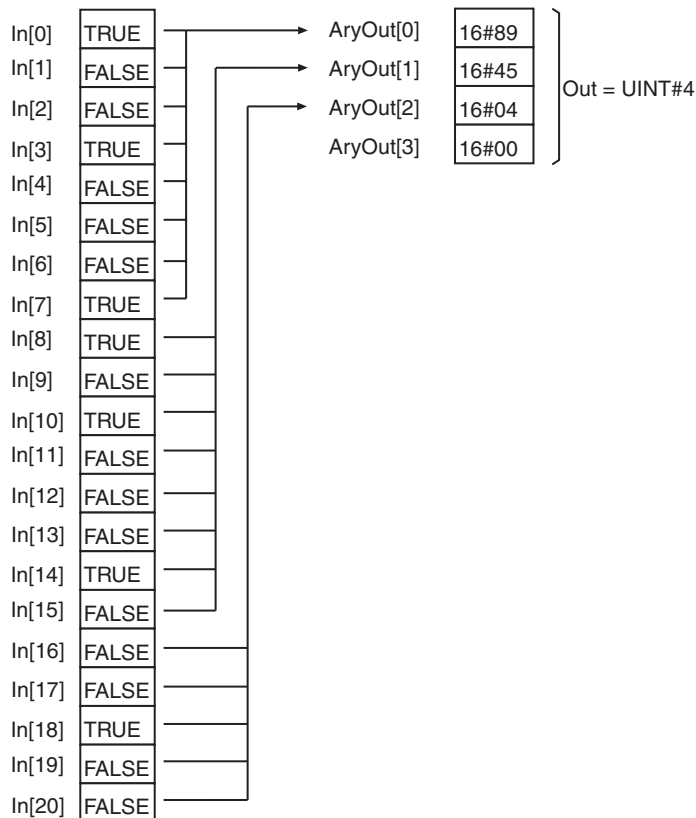 In[0] TRUE AryOut[0] 16#89
In[1] FALSE AryOut[1] 16#45
Out = UINT#4
In[2] FALSE AryOut[2] 16#04
In[3] TRUE AryOut[3] 16#00
In[4] FALSE
In[5] FALSE
In[6] FALSE
In[7] TRUE
In[8] TRUE
In[9] FALSE
In[10] TRUE
In[11] FALSE
In[12] FALSE
In[13] FALSE
In[14] TRUE
In[15] FALSE
In[16] FALSE
In[17] FALSE
In[18] TRUE
In[19] FALSE
In[20] FALSE